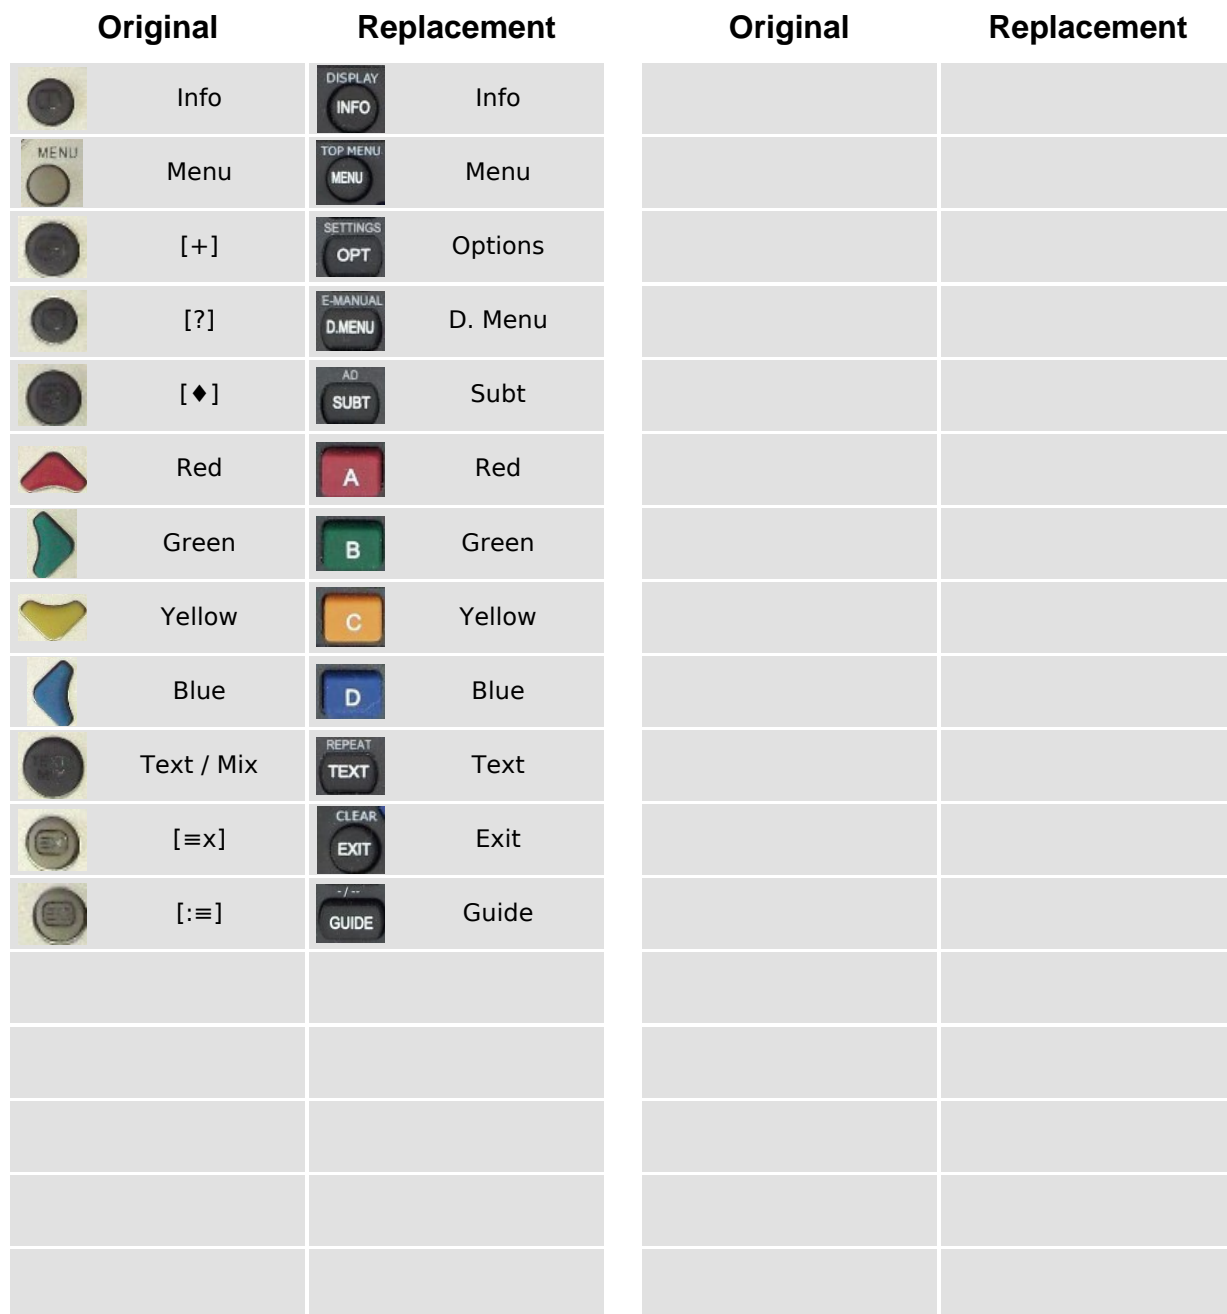 Original Replacement Original Replacement
Info DISPLAY INFO Info
MENU Menu TOP MENU MENU Menu
[+] SETTINGS OPT Options
[?] E-MANUAL D.MENU D. Menu
[♦] AD SUBT Subt
Red A Red
Green B Green
Yellow C Yellow
Blue D Blue
TEXT MIX Text / Mix REPEAT TEXT Text
[≡x] CLEAR EXIT Exit
[:≡] -/-- GUIDE Guide